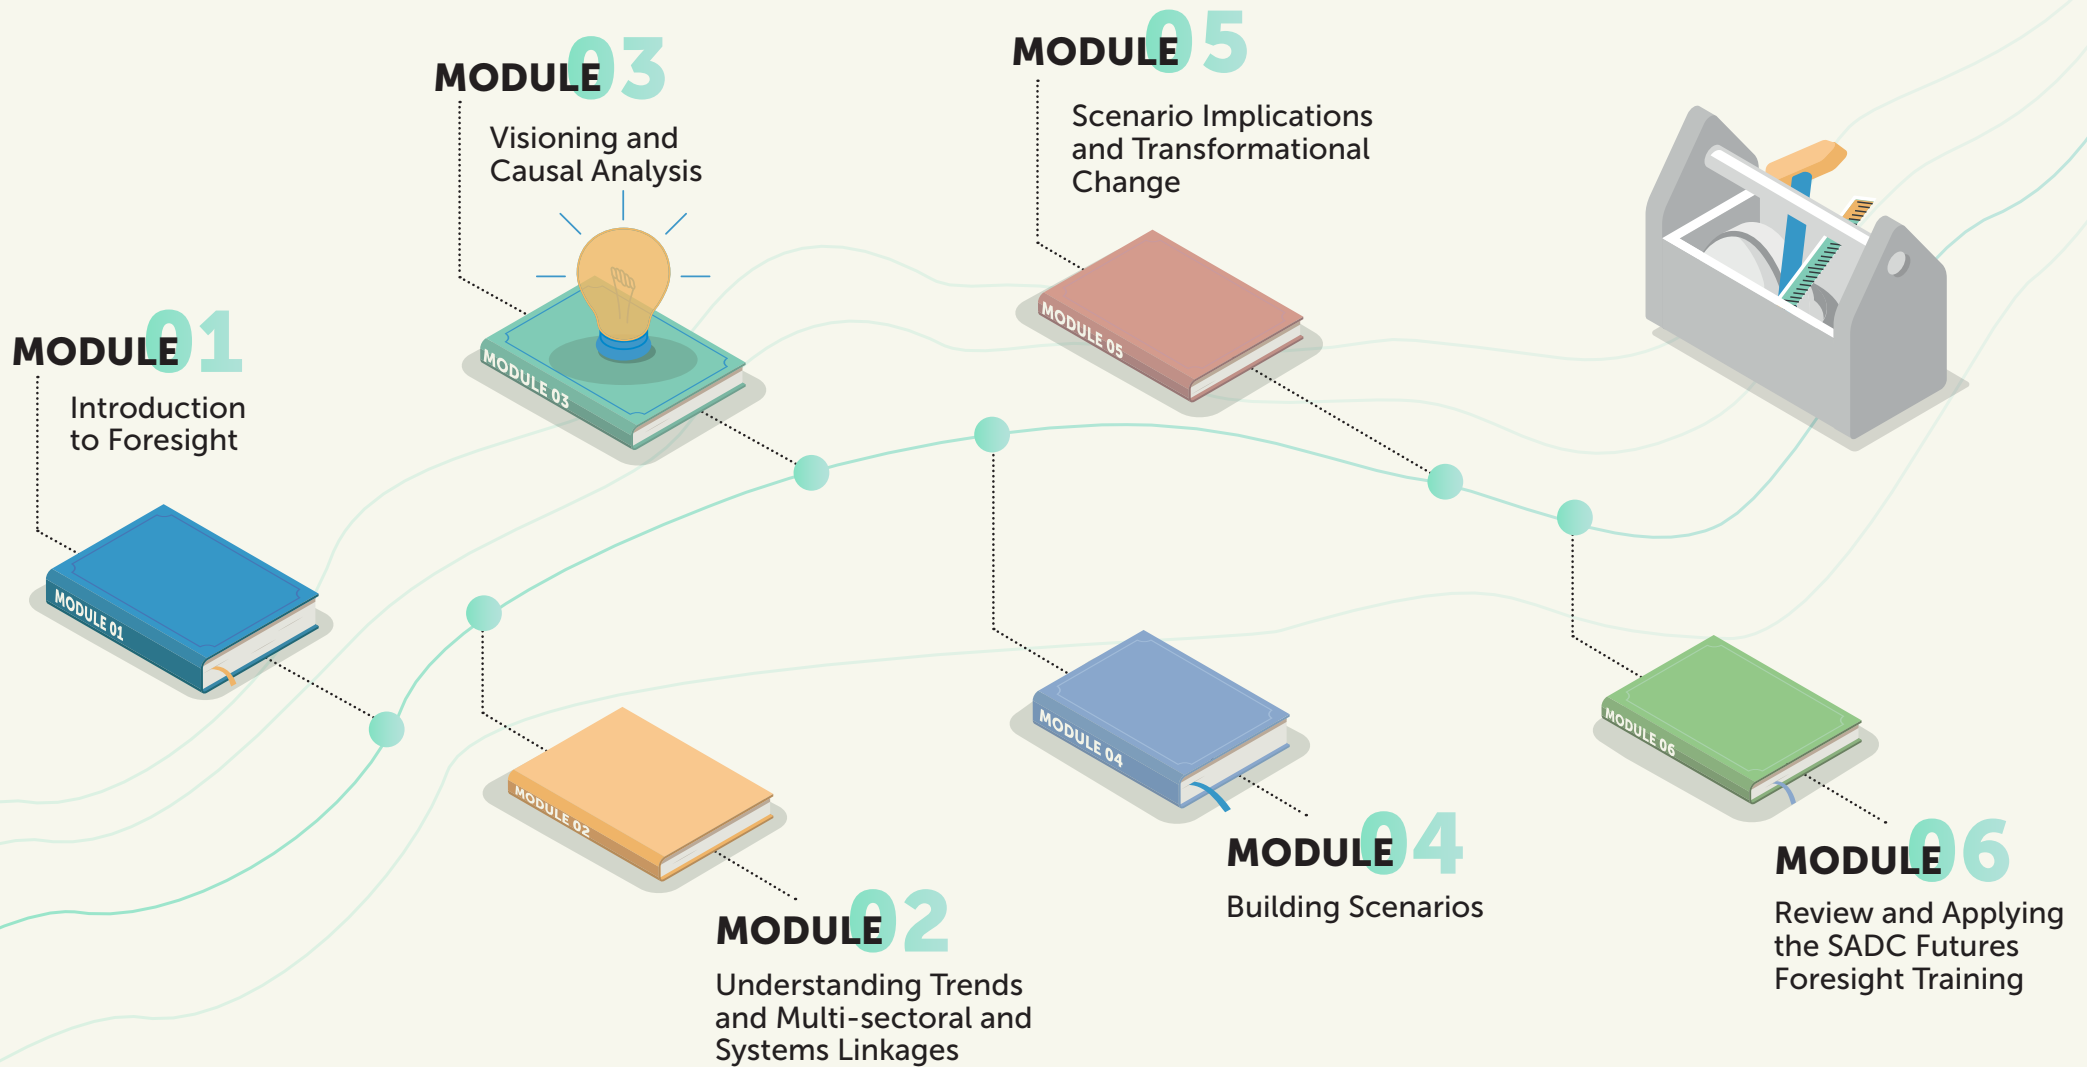 MODULE 01
Introduction
to Foresight
MODULE 01
MODULE 02
MODULE 02
Understanding Trends
and Multi-sectoral and
Systems Linkages
MODULE 03
Visioning and
Causal Analysis
MODULE 03
MODULE 04
MODULE 04
Building Scenarios
MODULE 05
Scenario Implications
and Transformational
Change
MODULE 05
MODULE 06
MODULE 06
Review and Applying
the SADC Futures
Foresight Training